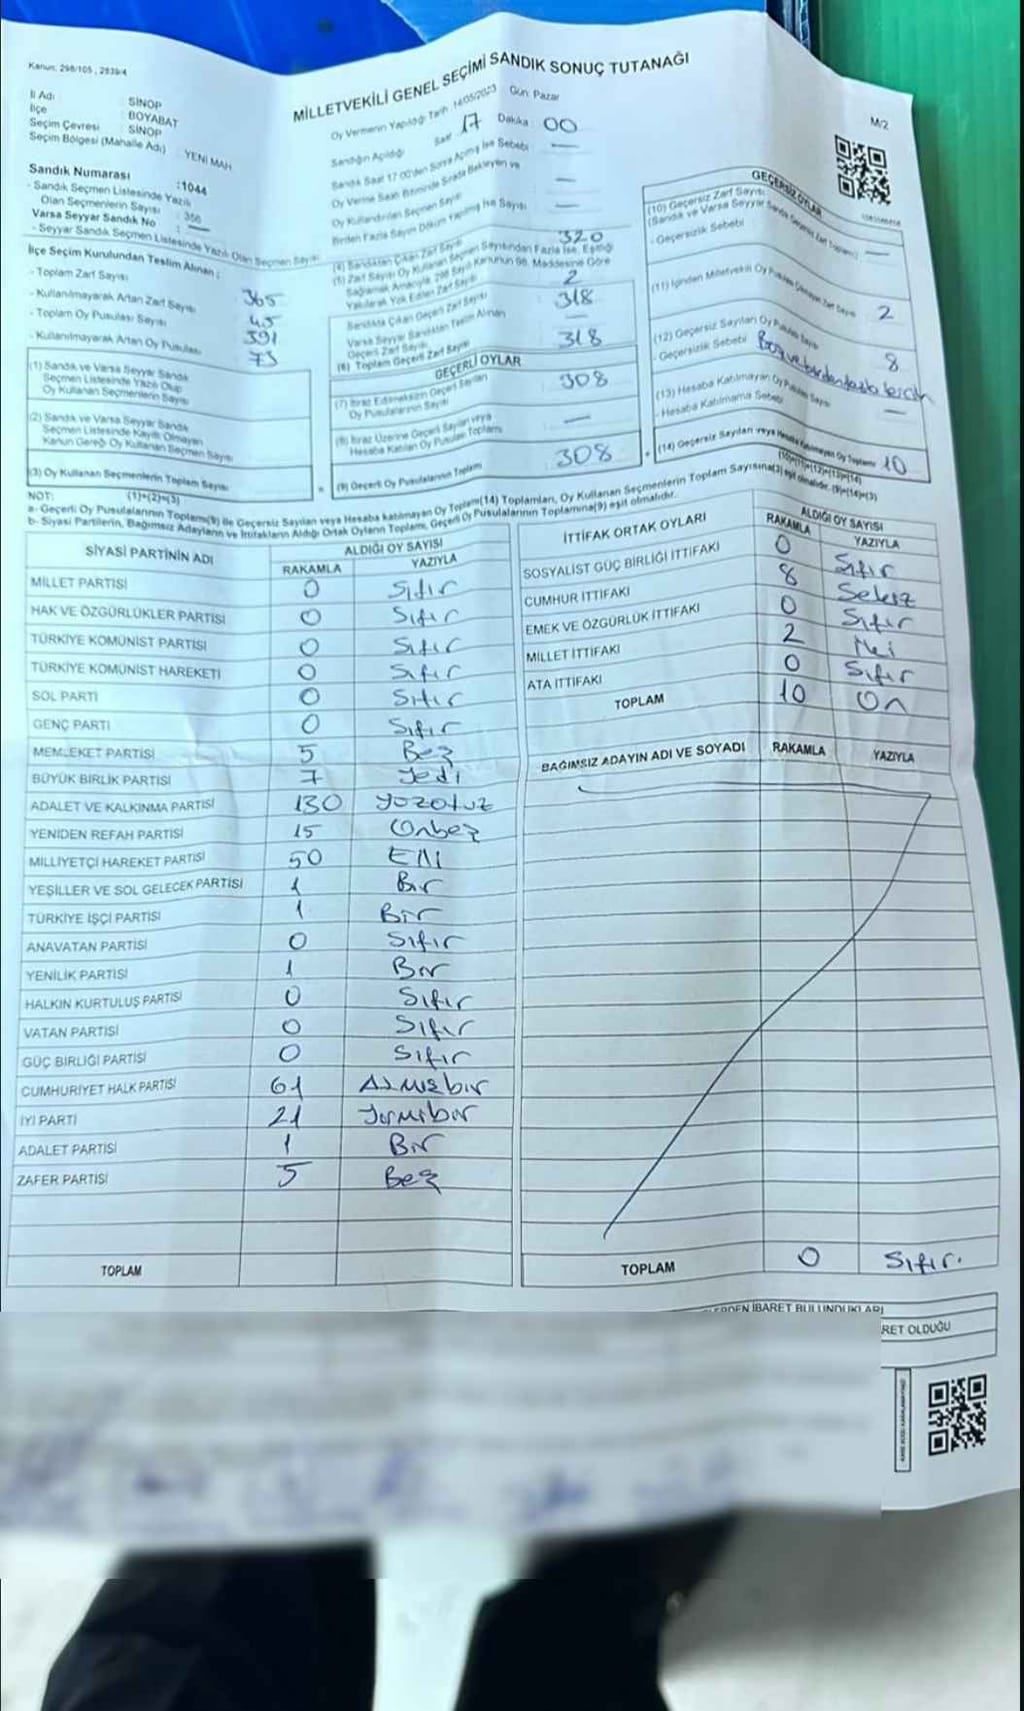 Kanun: 298/105, 2839/4
MİLLETVEKİLİ GENEL SEÇİMİ SANDIK SONUÇ TUTANAĞI
M/2
İl Adı : SİNOP
İlçe : BOYABAT
Seçim Çevresi : SİNOP
Seçim Bölgesi (Mahalle Adı) : YENİ MAH
Sandık Numarası : 1044
- Sandık Seçmen Listesinde Yazılı
Olan Seçmenlerin Sayısı : 356
Varsa Seyyar Sandık No : —
- Seyyar Sandık Seçmen Listesinde Yazılı Olan Seçmen Sayısı
Oy Vermenin Yapıldığı Tarih 14/05/2023 Gün: Pazar
Sandığın Açıldığı Saat 17 Dakika 00
Sandık Saat 17:00'den Sonra Açılmış İse Sebebi —
Oy Verme Saati Bitiminde Sırada Bekleyen ve
Oy Kullandırılan Seçmen Sayısı —
Birden Fazla Sayım Döküm Yapılmış İse Sayısı —
İlçe Seçim Kurulundan Teslim Alınan ;
- Toplam Zarf Sayısı 365
- Kullanılmayarak Artan Zarf Sayısı 45
- Toplam Oy Pusulası Sayısı 391
- Kullanılmayarak Artan Oy Pusulası 73
(1) Sandık ve Varsa Seyyar Sandık
Seçmen Listesinde Yazılı Olup
Oy Kullanan Seçmenlerin Sayısı
(2) Sandık ve Varsa Seyyar Sandık
Seçmen Listesinde Kayıtlı Olmayan
Kanun Gereği Oy Kullanan Seçmen Sayısı
(3) Oy Kullanan Seçmenlerin Toplam Sayısı
(1)+(2)=(3)
(4) Sandıktan Çıkan Zarf Sayısı 320
(5) Zarf Sayısı Oy Kullanan Seçmen Sayısından Fazla İse, Eşitliği
Sağlamak Amacıyla 298 Sayılı Kanunun 98. Maddesine Göre
Yakılarak Yok Edilen Zarf Sayısı 2
Sandıkta Çıkan Geçerli Zarf Sayısı 318
Varsa Seyyar Sandıktan Teslim Alınan
Geçerli Zarf Sayısı —
(6) Toplam Geçerli Zarf Sayısı 318
GEÇERLİ OYLAR
(7) İtiraz Edilmeksizin Geçerli Sayılan
Oy Pusulalarının Sayısı 308
(8) İtiraz Üzerine Geçerli Sayılan veya
Hesaba Katılan Oy Pusulası Toplamı —
(9) Geçerli Oy Pusulalarının Toplamı 308
GEÇERSİZ OYLAR
(10) Geçersiz Zarf Sayısı
(Sandık ve Varsa Seyyar Sandık Geçersiz Zarf Toplamı) —
- Geçersizlik Sebebi
(11) İçinden Milletvekili Oy Pusulası Çıkmayan Zarf Sayısı 2
(12) Geçersiz Sayılan Oy Pusulası Sayısı 8
- Geçersizlik Sebebi Boş ve birden fazla tercih
(13) Hesaba Katılmayan Oy Pusulası Sayısı —
- Hesaba Katılmama Sebebi
(14) Geçersiz Sayılan veya Hesaba Katılmayan Oy Toplamı 10
(10)+(11)+(12)+(13)=(14)
NOT:
a- Geçerli Oy Pusulalarının Toplamı(9) ile Geçersiz Sayılan veya Hesaba katılmayan Oy Toplam(14) Toplamları, Oy Kullanan Seçmenlerin Toplam Sayısına(3) eşit olmalıdır. (9)+(14)=(3)
b- Siyasi Partilerin, Bağımsız Adayların ve İttifakların Aldığı Ortak Oyların Toplamı, Geçerli Oy Pusulalarının Toplamına(9) eşit olmalıdır.
SİYASİ PARTİNİN ADI ALDIĞI OY SAYISI
RAKAMLA YAZIYLA
MİLLET PARTİSİ 0 Sıfır
HAK VE ÖZGÜRLÜKLER PARTİSİ 0 Sıfır
TÜRKİYE KOMÜNİST PARTİSİ 0 Sıfır
TÜRKİYE KOMÜNİST HAREKETİ 0 Sıfır
SOL PARTİ 0 Sıfır
GENÇ PARTİ 0 Sıfır
MEMLEKET PARTİSİ 5 Beş
BÜYÜK BİRLİK PARTİSİ 7 Yedi
ADALET VE KALKINMA PARTİSİ 130 Yüzotuz
YENİDEN REFAH PARTİSİ 15 Onbeş
MİLLİYETÇİ HAREKET PARTİSİ 50 Elli
YEŞİLLER VE SOL GELECEK PARTİSİ 1 Bir
TÜRKİYE İŞÇİ PARTİSİ 1 Bir
ANAVATAN PARTİSİ 0 Sıfır
YENİLİK PARTİSİ 1 Bir
HALKIN KURTULUŞ PARTİSİ 0 Sıfır
VATAN PARTİSİ 0 Sıfır
GÜÇ BİRLİĞİ PARTİSİ 0 Sıfır
CUMHURİYET HALK PARTİSİ 61 Atmışbir
İYİ PARTİ 21 Yirmibir
ADALET PARTİSİ 1 Bir
ZAFER PARTİSİ 5 Beş
TOPLAM
İTTİFAK ORTAK OYLARI ALDIĞI OY SAYISI
RAKAMLA YAZIYLA
SOSYALİST GÜÇ BİRLİĞİ İTTİFAKI 0 Sıfır
CUMHUR İTTİFAKI 8 Sekiz
EMEK VE ÖZGÜRLÜK İTTİFAKI 0 Sıfır
MİLLET İTTİFAKI 2 İki
ATA İTTİFAKI 0 Sıfır
TOPLAM 10 On
BAĞIMSIZ ADAYIN ADI VE SOYADI RAKAMLA YAZIYLA
TOPLAM 0 Sıfır.
İBARET BULUNDUKLARI
RET OLDUĞU